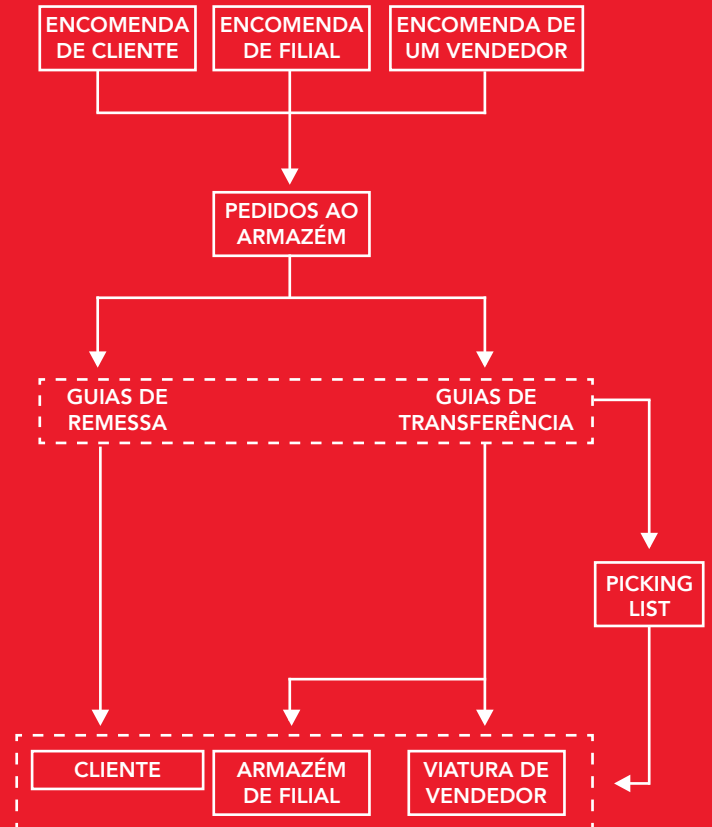 ENCOMENDA
DE CLIENTE
ENCOMENDA
DE FILIAL
ENCOMENDA DE
UM VENDEDOR
PEDIDOS AO
ARMAZÉM
GUIAS DE
REMESSA
GUIAS DE
TRANSFERÊNCIA
PICKING
LIST
CLIENTE
ARMAZÉM
DE FILIAL
VIATURA DE
VENDEDOR